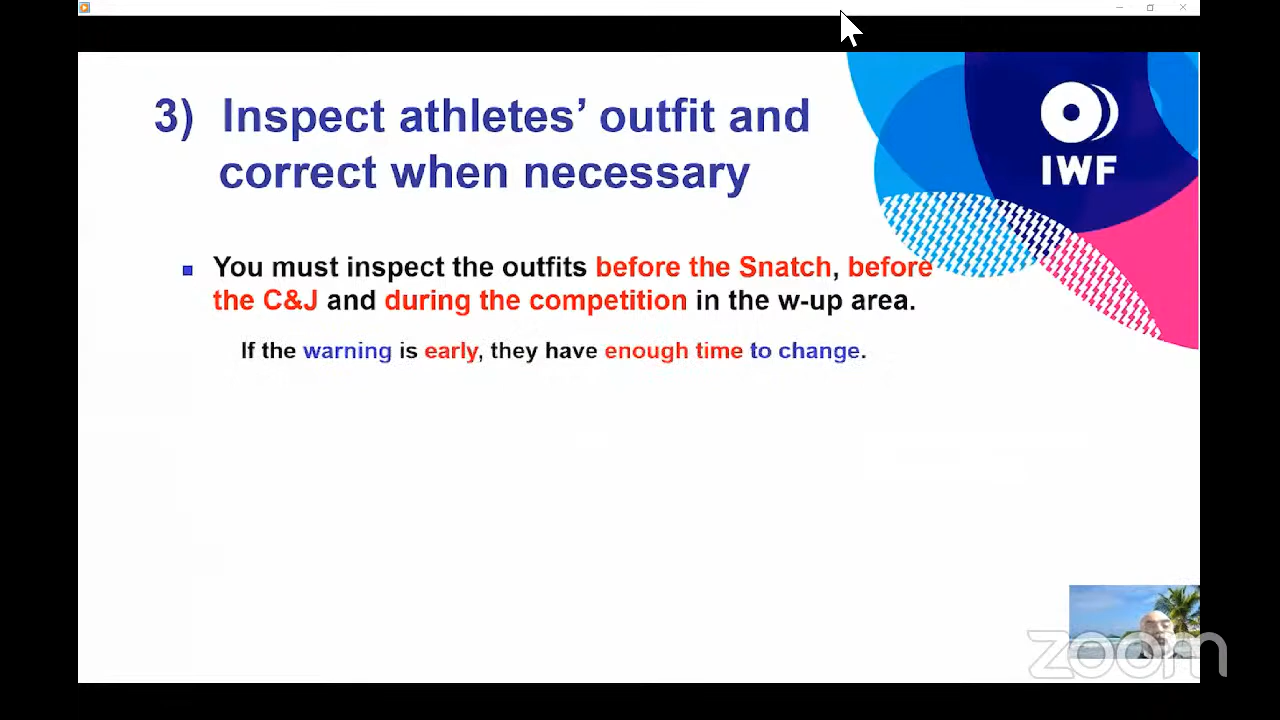 3) Inspect athletes’ outfit and
correct when necessary
IWF
You must inspect the outfits before the Snatch, before
the C&J and during the competition in the w-up area.
If the warning is early, they have enough time to change.
zoom